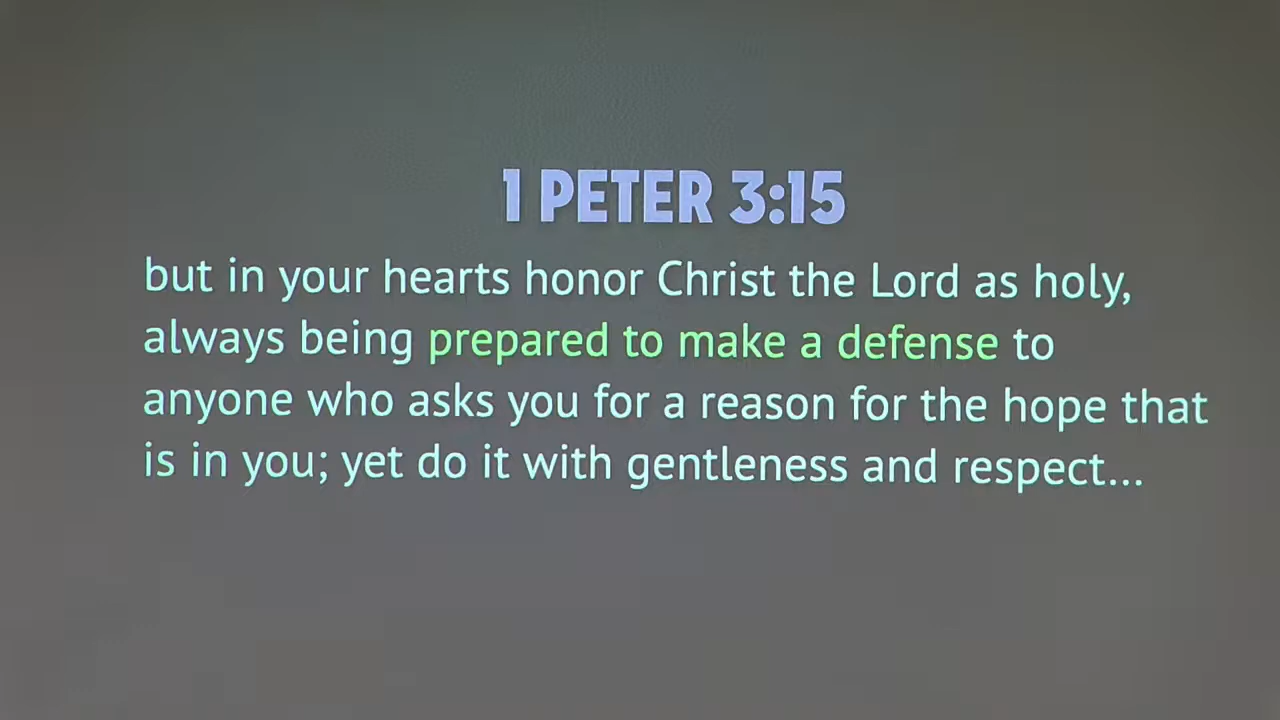 1 PETER 3:15
but in your hearts honor Christ the Lord as holy,
always being prepared to make a defense to
anyone who asks you for a reason for the hope that
is in you; yet do it with gentleness and respect...